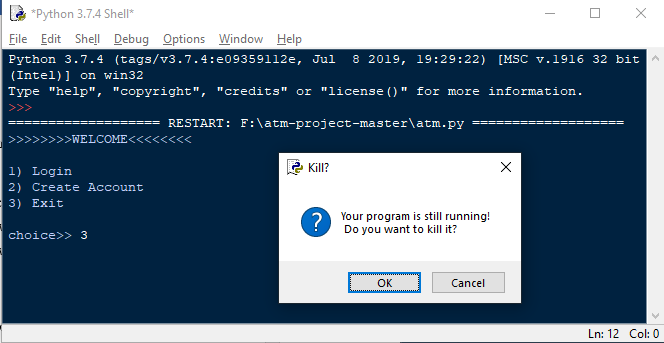 *Python 3.7.4 Shell*
File Edit Shell Debug Options Window Help
Python 3.7.4 (tags/v3.7.4:e09359112e, Jul  8 2019, 19:29:22) [MSC v.1916 32 bit
(Intel)] on win32
Type "help", "copyright", "credits" or "license()" for more information.
>>>
=================== RESTART: F:\atm-project-master\atm.py ===================
>>>>>>>>WELCOME<<<<<<<<
1) Login
2) Create Account
3) Exit
choice>> 3
Kill?
Your program is still running!
Do you want to kill it?
OK Cancel
Ln: 12 Col: 0